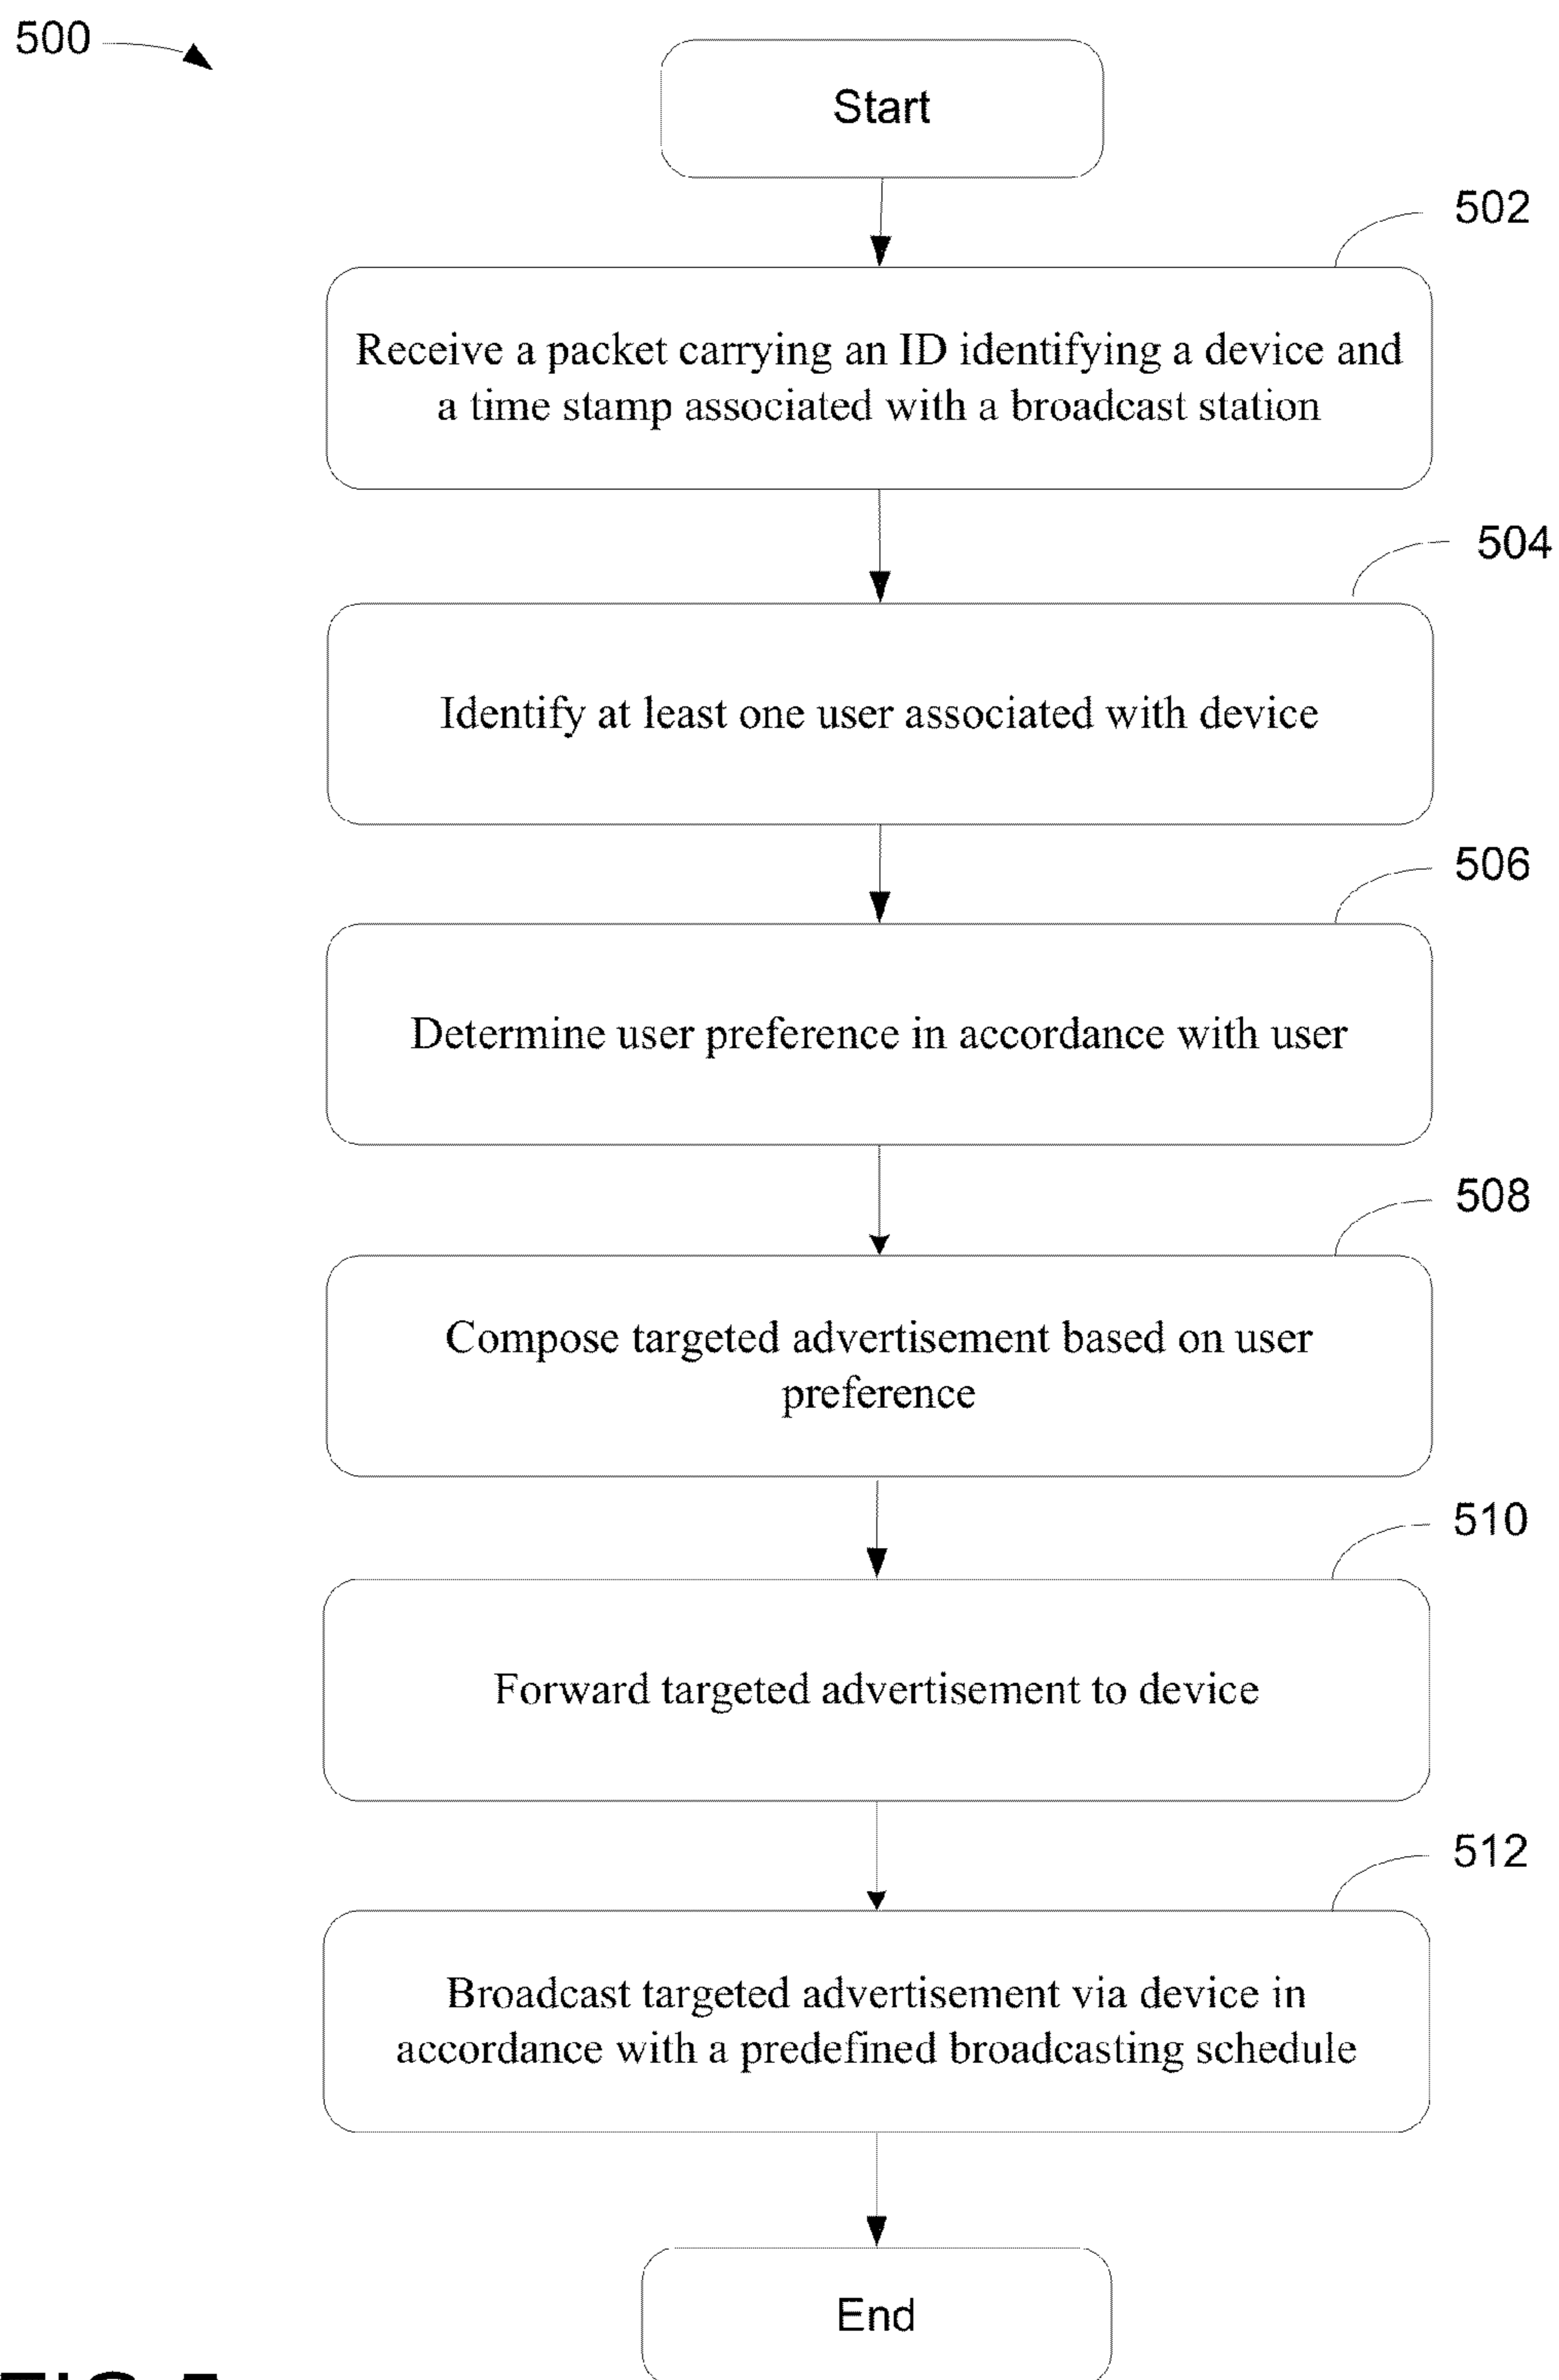 500
Start
502
Receive a packet carrying an ID identifying a device and
a time stamp associated with a broadcast station
504
Identify at least one user associated with device
506
Determine user preference in accordance with user
508
Compose targeted advertisement based on user
preference
510
Forward targeted advertisement to device
512
Broadcast targeted advertisement via device in
accordance with a predefined broadcasting schedule
End